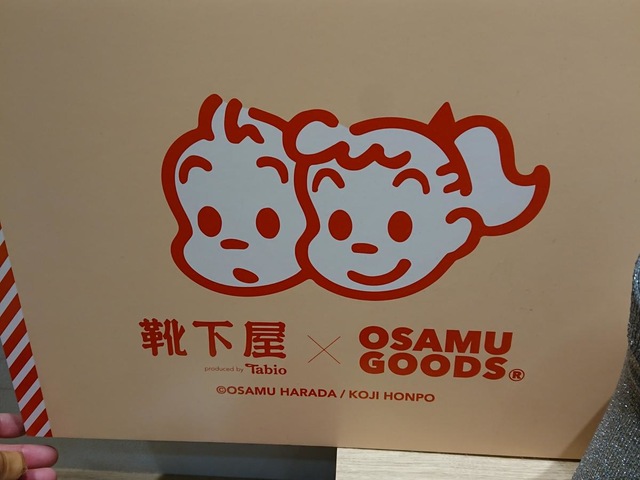 靴下屋 × OSAMU GOODS®
produced by Tabio
©OSAMU HARADA / KOJI HONPO